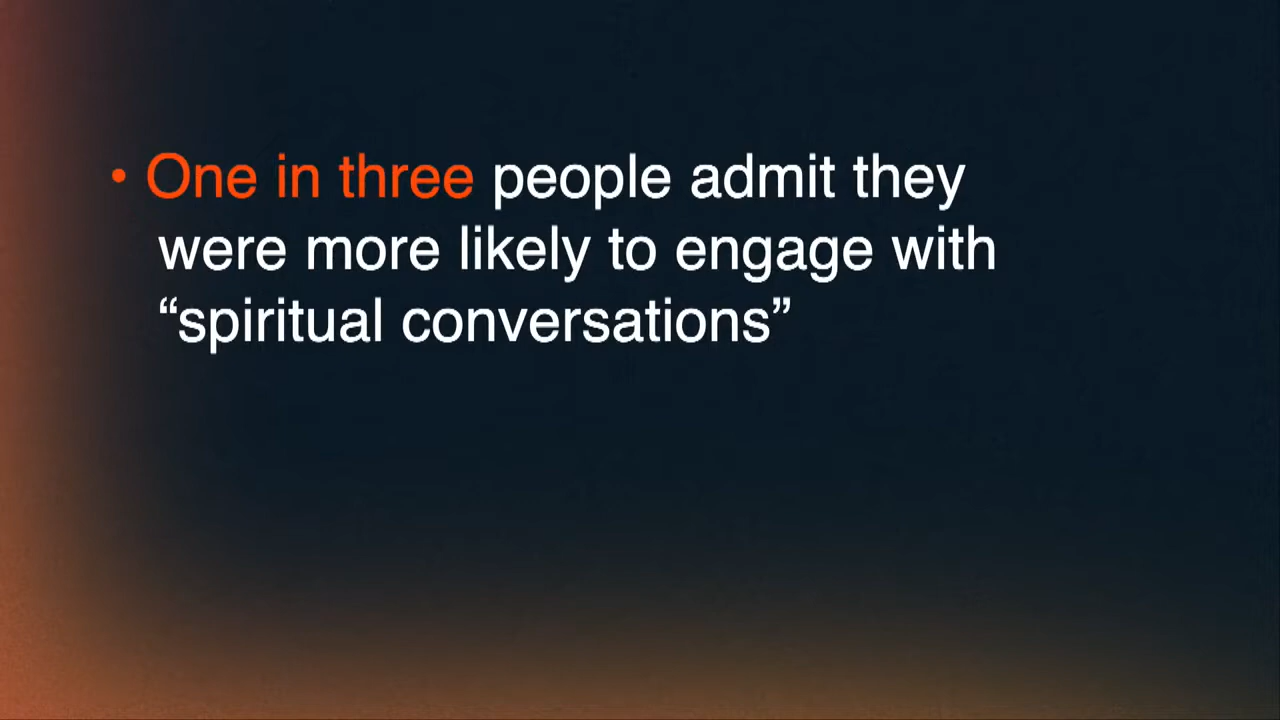 • One in three people admit they
were more likely to engage with
“spiritual conversations”